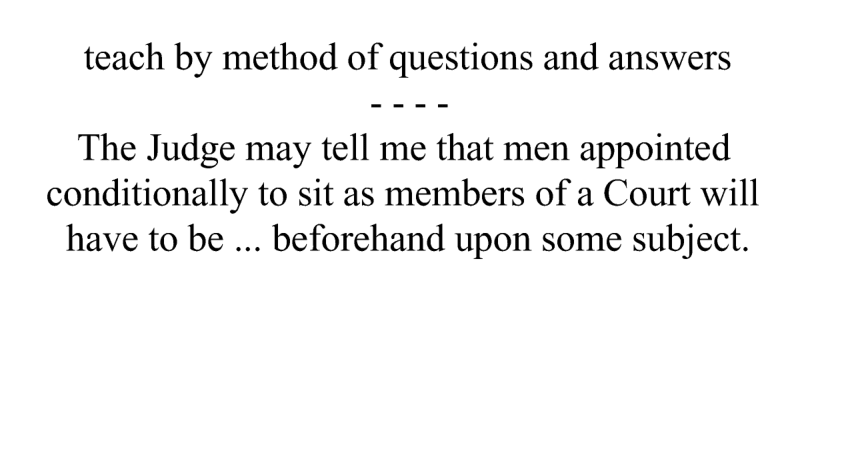 teach by method of questions and answers
- - - -
The Judge may tell me that men appointed
conditionally to sit as members of a Court will
have to be ... beforehand upon some subject.